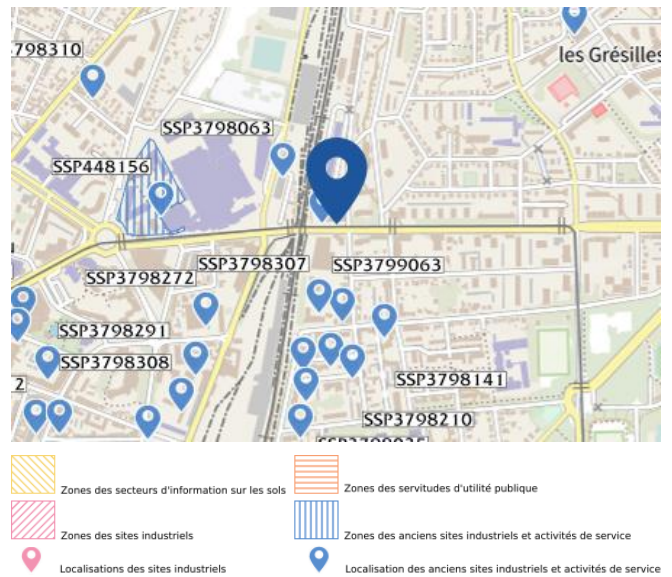 3798310
les Grésilles
SSP3798063
SSP448156
SSP3798307
SSP3799063
SSP3798272
SSP3798291
SSP3798308
2
SSP3798141
SSP3798210
Zones des secteurs d'information sur les sols
Zones des servitudes d'utilité publique
Zones des sites industriels
Zones des anciens sites industriels et activités de service
Localisations des sites industriels
Localisation des anciens sites industriels et activités de service